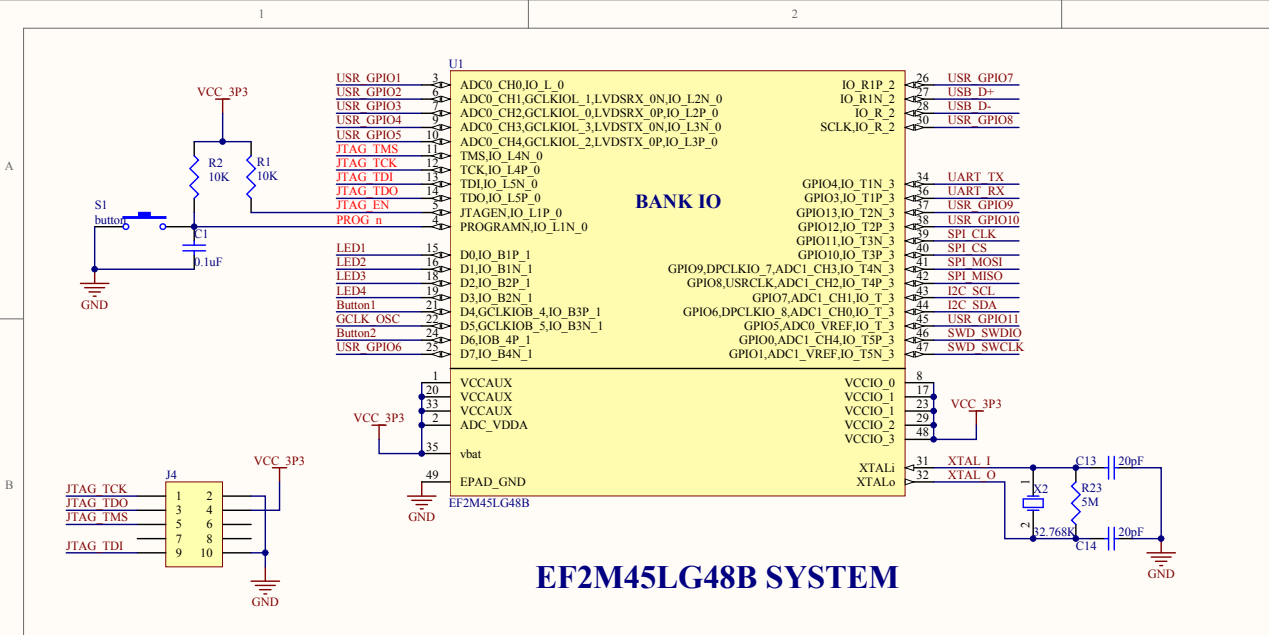 1 2
A
B
VCC_3P3
R2
10K
R1
10K
S1
button
C1
0.1uF
GND
U1
USR_GPIO1 3 ADC0_CH0,IO_L_0
USR_GPIO2 6 ADC0_CH1,GCLKIOL_1,LVDSRX_0N,IO_L2N_0
USR_GPIO3 7 ADC0_CH2,GCLKIOL_0,LVDSRX_0P,IO_L2P_0
USR_GPIO4 9 ADC0_CH3,GCLKIOL_3,LVDSTX_0N,IO_L3N_0
USR_GPIO5 10 ADC0_CH4,GCLKIOL_2,LVDSTX_0P,IO_L3P_0
JTAG_TMS 11 TMS,IO_L4N_0
JTAG_TCK 12 TCK,IO_L4P_0
JTAG_TDI 13 TDI,IO_L5N_0
JTAG_TDO 14 TDO,IO_L5P_0
JTAG_EN 5 JTAGEN,IO_L1P_0
PROG_n 4 PROGRAMN,IO_L1N_0
LED1 15 D0,IO_B1P_1
LED2 16 D1,IO_B1N_1
LED3 18 D2,IO_B2P_1
LED4 19 D3,IO_B2N_1
Button1 21 D4,GCLKIOB_4,IO_B3P_1
GCLK_OSC 22 D5,GCLKIOB_5,IO_B3N_1
Button2 24 D6,IOB_4P_1
USR_GPIO6 25 D7,IO_B4N_1
BANK IO
IO_R1P_2 26 USR_GPIO7
IO_R1N_2 27 USB_D+
IO_R_2 28 USB_D-
SCLK,IO_R_2 30 USR_GPIO8
GPIO4,IO_T1N_3 34 UART_TX
GPIO3,IO_T1P_3 36 UART_RX
GPIO13,IO_T2N_3 37 USR_GPIO9
GPIO12,IO_T2P_3 38 USR_GPIO10
GPIO11,IO_T3N_3 39 SPI_CLK
GPIO10,IO_T3P_3 40 SPI_CS
GPIO9,DPCLKIO_7,ADC1_CH3,IO_T4N_3 41 SPI_MOSI
GPIO8,USRCLK,ADC1_CH2,IO_T4P_3 42 SPI_MISO
GPIO7,ADC1_CH1,IO_T_3 43 I2C_SCL
GPIO6,DPCLKIO_8,ADC1_CH0,IO_T_3 44 I2C_SDA
GPIO5,ADC0_VREF,IO_T_3 45 USR_GPIO11
GPIO0,ADC1_CH4,IO_T5P_3 46 SWD_SWDIO
GPIO1,ADC1_VREF,IO_T5N_3 47 SWD_SWCLK
1 VCCAUX
20 VCCAUX
33 VCCAUX
2 ADC_VDDA
VCC_3P3
35 vbat
49 EPAD_GND
GND
EF2M45LG48B
VCCIO_0 8
VCCIO_1 17
VCCIO_1 23
VCCIO_2 29
VCCIO_3 48
VCC_3P3
XTALi 31 XTAL_I
XTALo 32 XTAL_O
C13 20pF
1 X2
R23
5M
2 32.768K
C14 20pF
GND
VCC_3P3
J4
JTAG_TCK 1 2
JTAG_TDO 3 4
JTAG_TMS 5 6
7 8
JTAG_TDI 9 10
GND
EF2M45LG48B SYSTEM